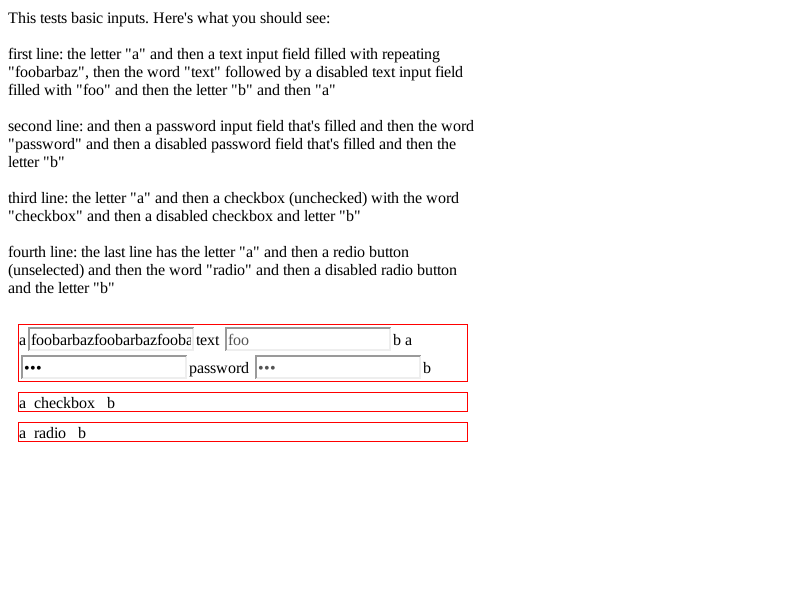 This tests basic inputs. Here's what you should see:
first line: the letter "a" and then a text input field filled with repeating
"foobarbaz", then the word "text" followed by a disabled text input field
filled with "foo" and then the letter "b" and then "a"
second line: and then a password input field that's filled and then the word
"password" and then a disabled password field that's filled and then the
letter "b"
third line: the letter "a" and then a checkbox (unchecked) with the word
"checkbox" and then a disabled checkbox and letter "b"
fourth line: the last line has the letter "a" and then a redio button
(unselected) and then the word "radio" and then a disabled radio button
and the letter "b"
a foobarbazfoobarbazfooba text foo b a
••• password ••• b
a checkbox b
a radio b